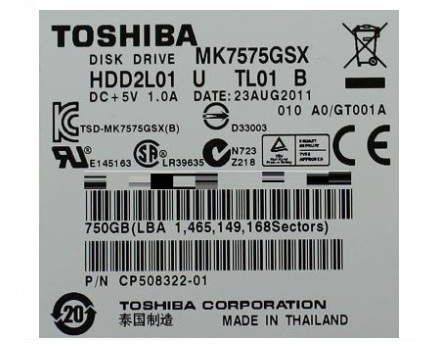 TOSHIBA
DISK DRIVE MK7575GSX
HDD2L01 U TL01 B
DC+5V 1.0A DATE:23AUG2011
010 A0/GT001A
TSD-MK7575GSX(B) D33003
E145163 LR39635 N723
Z218
CE
750GB(LBA 1,465,149,168Sectors)
P/N CP508322-01
20 TOSHIBA CORPORATION
泰国制造 MADE IN THAILAND